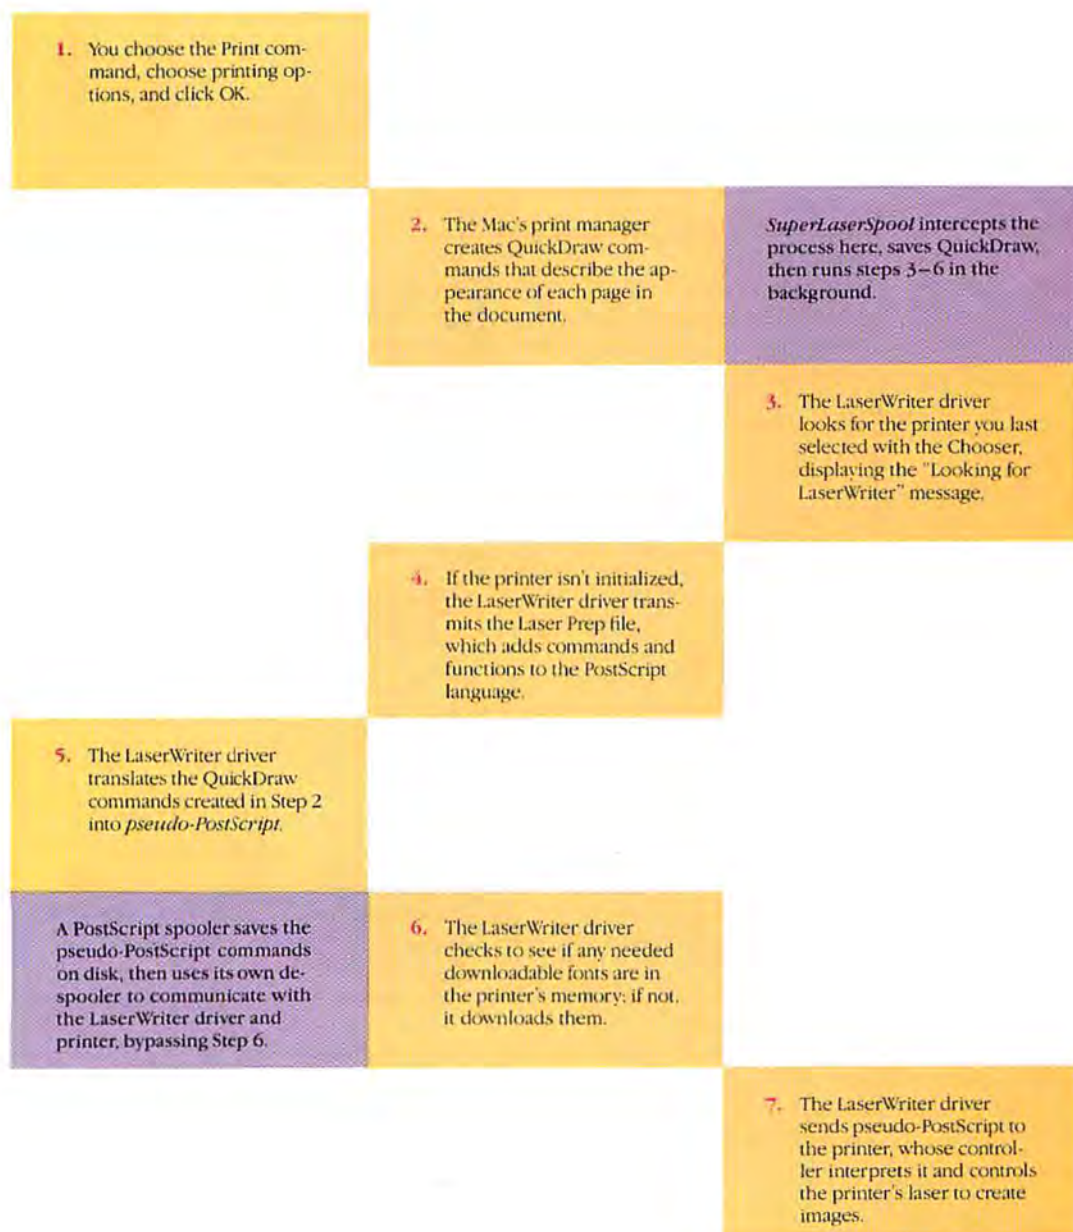 1. You choose the Print com-
mand, choose printing op-
tions, and click OK.
2. The Mac's print manager
creates QuickDraw com-
mands that describe the ap-
pearance of each page in
the document.
SuperLaserSpool intercepts the
process here, saves QuickDraw,
then runs steps 3–6 in the
background.
3. The LaserWriter driver
looks for the printer you last
selected with the Chooser,
displaying the "Looking for
LaserWriter" message.
4. If the printer isn't initialized,
the LaserWriter driver trans-
mits the Laser Prep file,
which adds commands and
functions to the PostScript
language.
5. The LaserWriter driver
translates the QuickDraw
commands created in Step 2
into pseudo-PostScript.
A PostScript spooler saves the
pseudo-PostScript commands
on disk, then uses its own de-
spooler to communicate with
the LaserWriter driver and
printer, bypassing Step 6.
6. The LaserWriter driver
checks to see if any needed
downloadable fonts are in
the printer's memory; if not,
it downloads them.
7. The LaserWriter driver
sends pseudo-PostScript to
the printer, whose control-
ler interprets it and controls
the printer's laser to create
images.